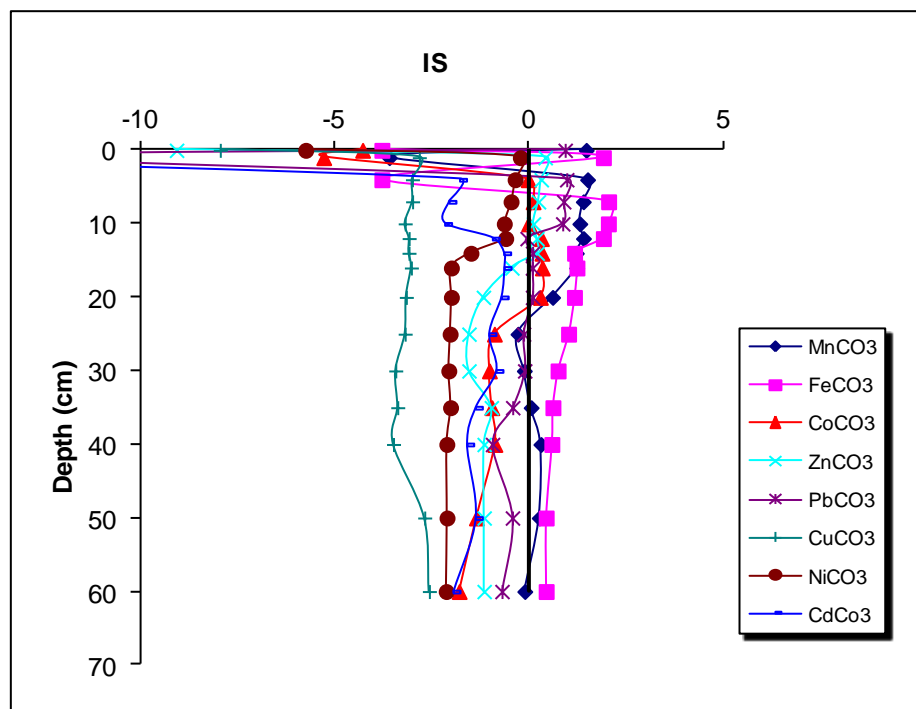 IS
-10 -5 0 5
0
10
20
30
40
50
60
70
Depth (cm)
MnCO3
FeCO3
CoCO3
ZnCO3
PbCO3
CuCO3
NiCO3
CdCo3